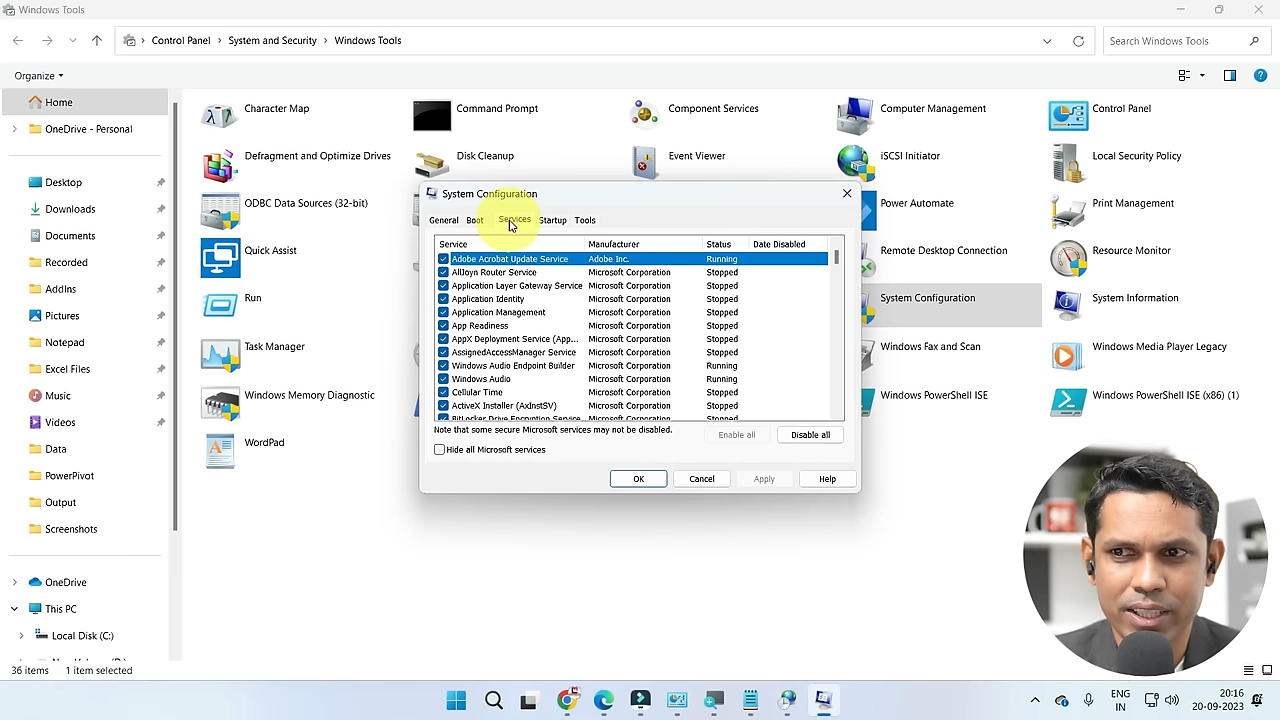 Windows Tools
Control Panel > System and Security > Windows Tools
Search Windows Tools
Organize
Home
OneDrive - Personal
Desktop
Downloads
Documents
Recorded
AddIns
Pictures
Notepad
Excel Files
Music
Videos
Data
PowerPivot
Output
Screenshots
OneDrive
This PC
Local Disk (C:)
Character Map
Command Prompt
Component Services
Computer Management
Control Panel
Defragment and Optimize Drives
Disk Cleanup
Event Viewer
iSCSI Initiator
Local Security Policy
ODBC Data Sources (32-bit)
Power Automate
Print Management
Quick Assist
Remote Desktop Connection
Resource Monitor
Run
System Configuration
System Information
Task Manager
Windows Fax and Scan
Windows Media Player Legacy
Windows Memory Diagnostic
Windows PowerShell ISE
Windows PowerShell ISE (x86) (1)
WordPad
System Configuration
General Boot Services Startup Tools
Service Manufacturer Status Date Disabled
Adobe Acrobat Update Service Adobe Inc. Running
AllJoyn Router Service Microsoft Corporation Stopped
Application Layer Gateway Service Microsoft Corporation Stopped
Application Identity Microsoft Corporation Stopped
Application Management Microsoft Corporation Stopped
App Readiness Microsoft Corporation Stopped
AppX Deployment Service (App... Microsoft Corporation Stopped
AssignedAccessManager Service Microsoft Corporation Stopped
Windows Audio Endpoint Builder Microsoft Corporation Running
Windows Audio Microsoft Corporation Running
Cellular Time Microsoft Corporation Stopped
ActiveX Installer (AxInstSV) Microsoft Corporation Stopped
BitLocker Drive Encryption Service Microsoft Corporation Stopped
Note that some secure Microsoft services may not be disabled.
Enable all Disable all
Hide all Microsoft services
OK Cancel Apply Help
36 items 1 item selected
ENG
IN
20:16
20-09-2023